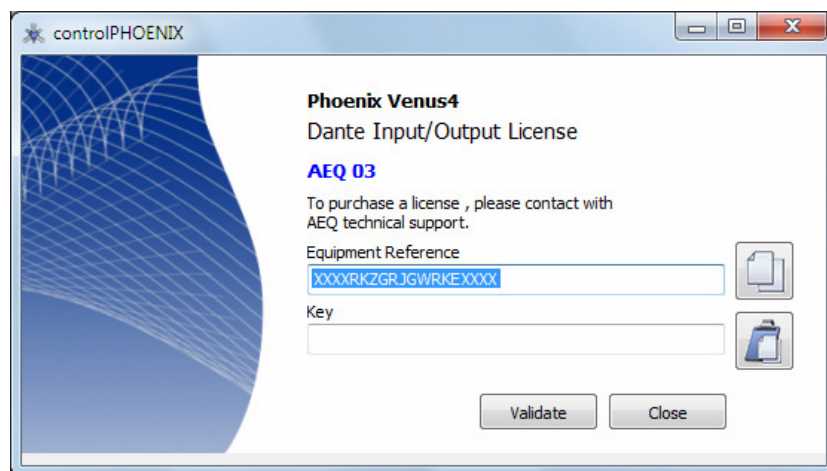 controlPHOENIX
Phoenix Venus4
Dante Input/Output License
AEQ 03
To purchase a license , please contact with
AEQ technical support.
Equipment Reference
XXXXRKZGRJGWRKEXXXX
Key
Validate
Close